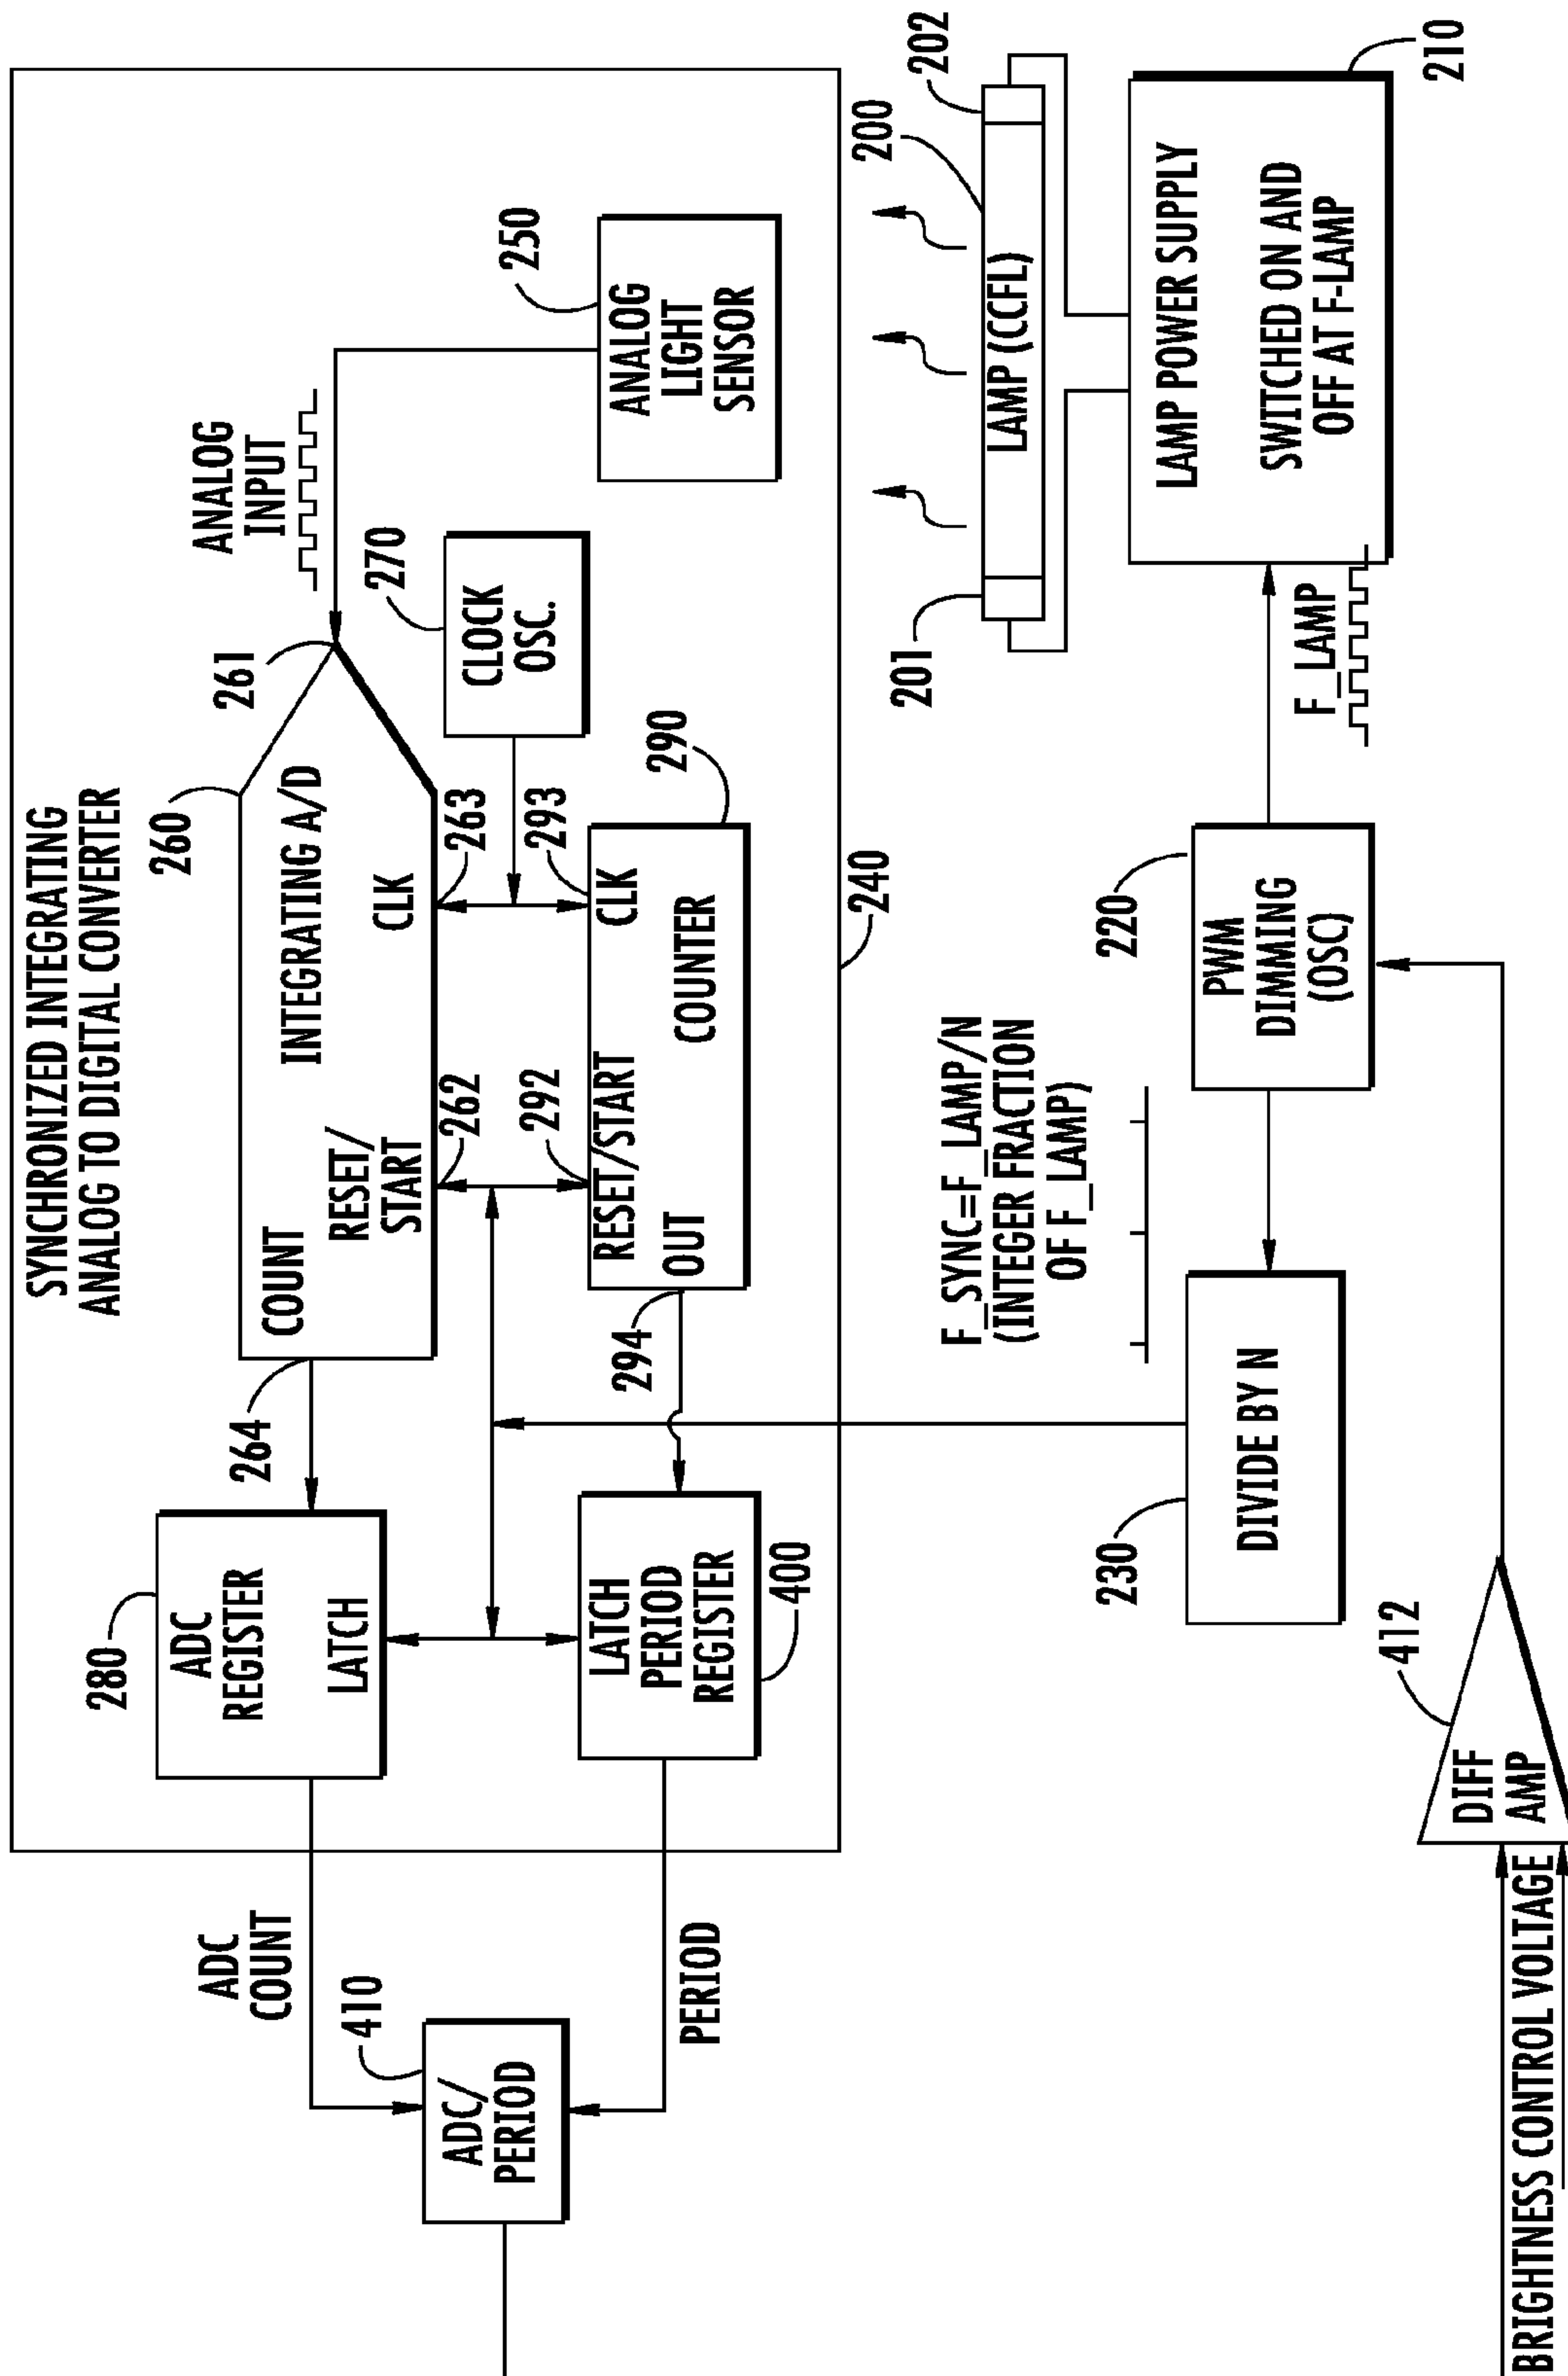 SYNCHRONIZED INTEGRATING
ANALOG TO DIGITAL CONVERTER
260
261
ANALOG
INPUT
280
ADC
REGISTER
LATCH
264
COUNT
INTEGRATING A/D
RESET/
START
CLK
262
263
270
CLOCK
OSC.
250
ANALOG
LIGHT
SENSOR
ADC
COUNT
410
ADC/
PERIOD
PERIOD
LATCH
PERIOD
REGISTER
400
294
292
293
290
RESET/START
CLK
OUT
COUNTER
240
F_SYNC=F_LAMP/N
(INTEGER FRACTION
OF F_LAMP)
201
200
202
LAMP (CCFL)
230
DIVIDE BY N
220
PWM
DIMMING
(OSC)
F_LAMP
LAMP POWER SUPPLY
SWITCHED ON AND
OFF AT F-LAMP
210
412
DIFF
AMP
BRIGHTNESS CONTROL VOLTAGE